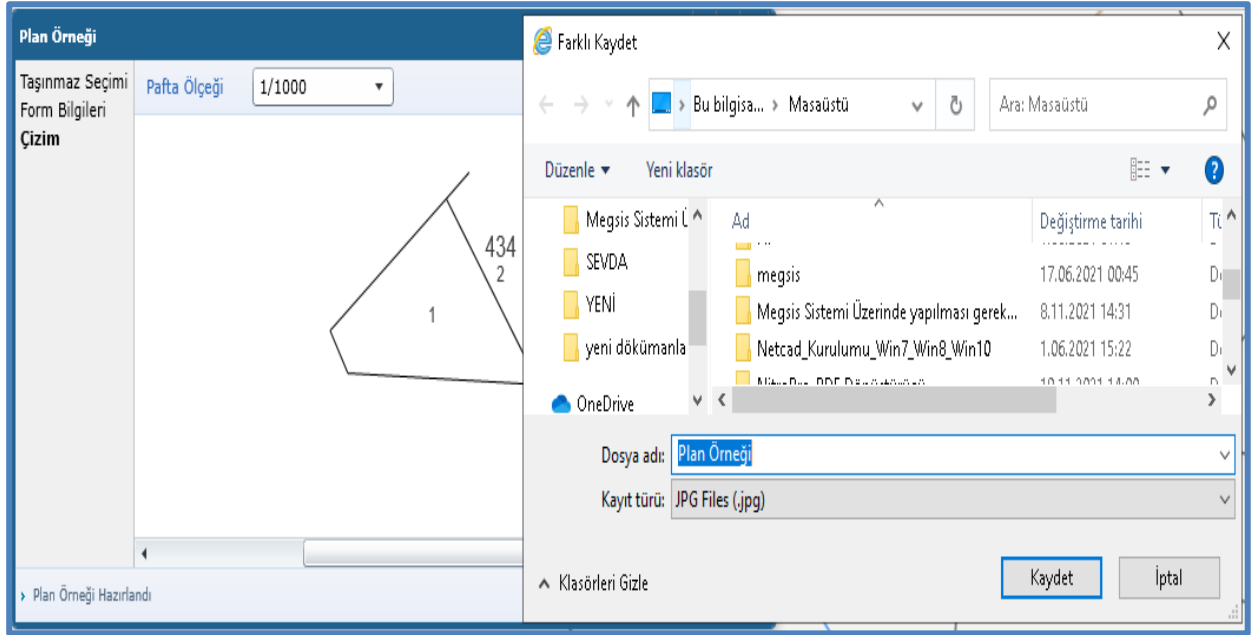 Plan Örneği
Taşınmaz Seçimi
Form Bilgileri
Çizim
Pafta Ölçeği 1/1000
434
2
1
Plan Örneği Hazırlandı
Farklı Kaydet
Bu bilgisa... Masaüstü
Ara: Masaüstü
Düzenle Yeni klasör
Megsis Sistemi Ü
SEVDA
YENİ
yeni dökümanla
OneDrive
Ad Değiştirme tarihi Tü
megsis 17.06.2021 00:45
Megsis Sistemi Üzerinde yapılması gerek... 8.11.2021 14:31
Netcad_Kurulumu_Win7_Win8_Win10 1.06.2021 15:22
Dosya adı: Plan Örneği
Kayıt türü: JPG Files (.jpg)
Klasörleri Gizle
Kaydet İptal